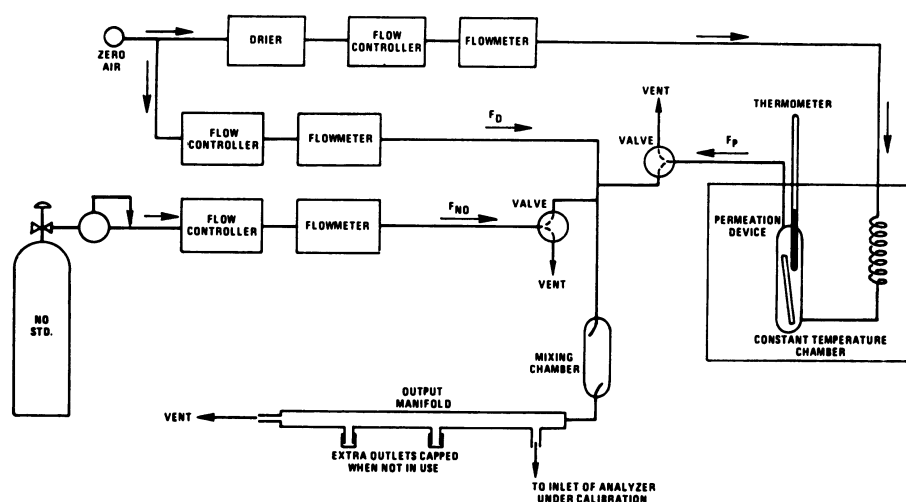 ZERO
AIR
DRIER
FLOW
CONTROLLER
FLOWMETER
FLOW
CONTROLLER
FLOWMETER
F_D
VENT
VALVE
F_P
THERMOMETER
FLOW
CONTROLLER
FLOWMETER
F_NO
VALVE
VENT
PERMEATION
DEVICE
CONSTANT TEMPERATURE
CHAMBER
NO
STD.
MIXING
CHAMBER
OUTPUT
MANIFOLD
VENT
EXTRA OUTLETS CAPPED
WHEN NOT IN USE
TO INLET OF ANALYZER
UNDER CALIBRATION